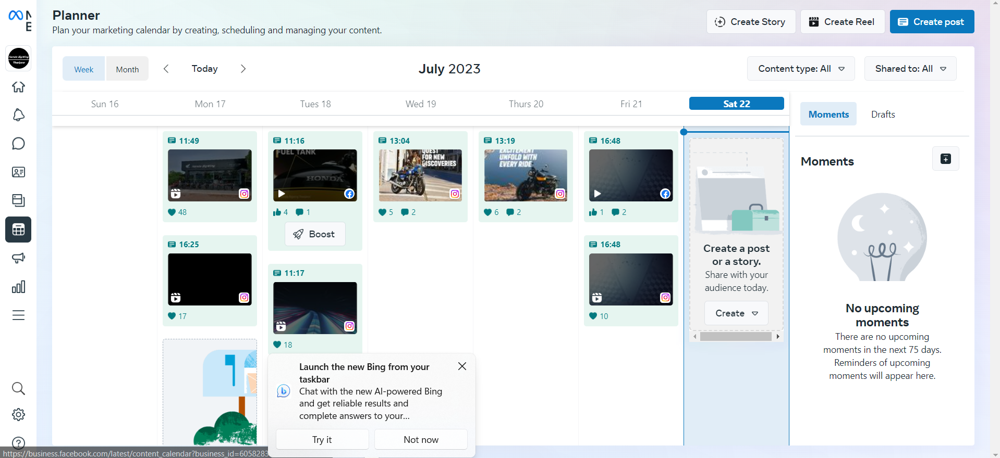 Planner
Plan your marketing calendar by creating, scheduling and managing your content.
Create Story
Create Reel
Create post
Week
Month
Today
July 2023
Content type: All
Shared to: All
Sun 16
Mon 17
Tues 18
Wed 19
Thurs 20
Fri 21
Sat 22
Moments
Drafts
11:49
48
16:25
17
11:16
FUEL TANK
HONDA
4
1
Boost
11:17
18
13:04
QUEST
FOR NEW
DISCOVERIES
5
2
13:19
EXCITEMENT
UNFOLD WITH
EVERY RIDE
6
2
16:48
1
2
16:48
10
Create a post
or a story.
Share with your
audience today.
Create
Moments
No upcoming
moments
There are no upcoming
moments in the next 75 days.
Reminders of upcoming
moments will appear here.
Launch the new Bing from your
taskbar
Chat with the new AI-powered Bing
and get reliable results and
complete answers to your...
Try it
Not now
https://business.facebook.com/latest/content_calendar?business_id=6058283